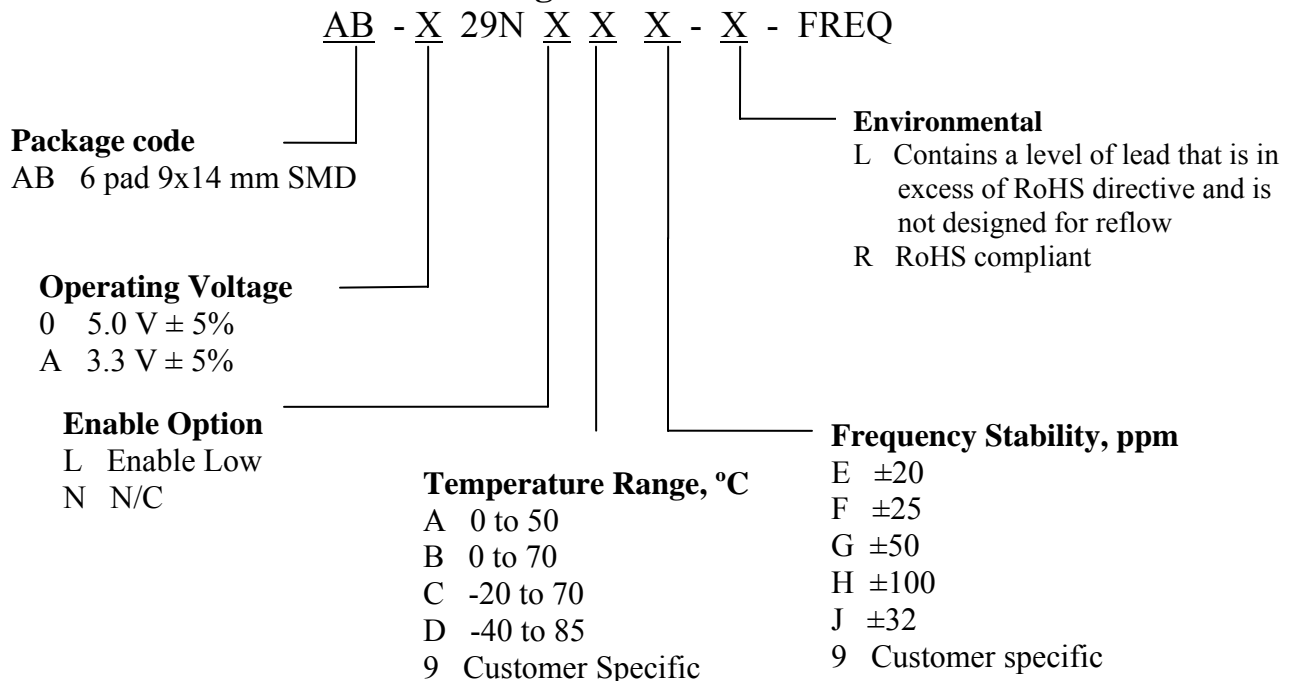 AB - X 29N X X X - X - FREQ
Package code
AB 6 pad 9x14 mm SMD
Operating Voltage
0 5.0 V ± 5%
A 3.3 V ± 5%
Enable Option
L Enable Low
N N/C
Temperature Range, ºC
A 0 to 50
B 0 to 70
C -20 to 70
D -40 to 85
9 Customer Specific
Frequency Stability, ppm
E ±20
F ±25
G ±50
H ±100
J ±32
9 Customer specific
Environmental
L Contains a level of lead that is in
excess of RoHS directive and is
not designed for reflow
R RoHS compliant